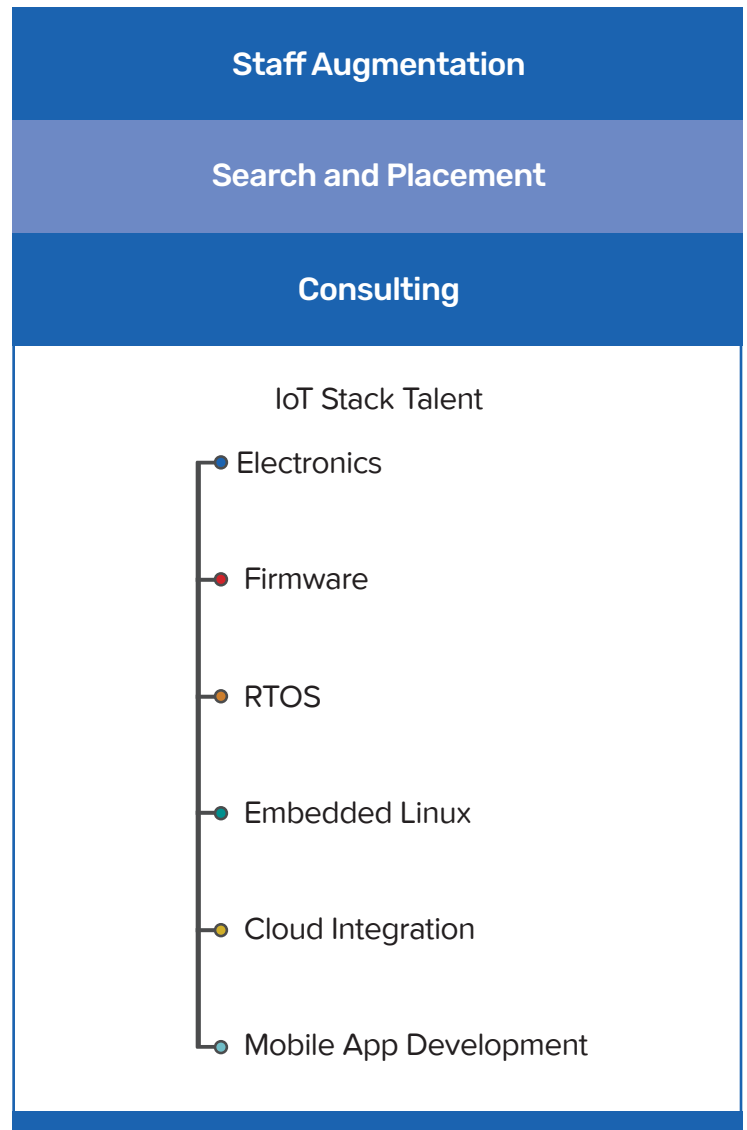 Staff Augmentation
Search and Placement
Consulting
IoT Stack Talent
Electronics
Firmware
RTOS
Embedded Linux
Cloud Integration
Mobile App Development